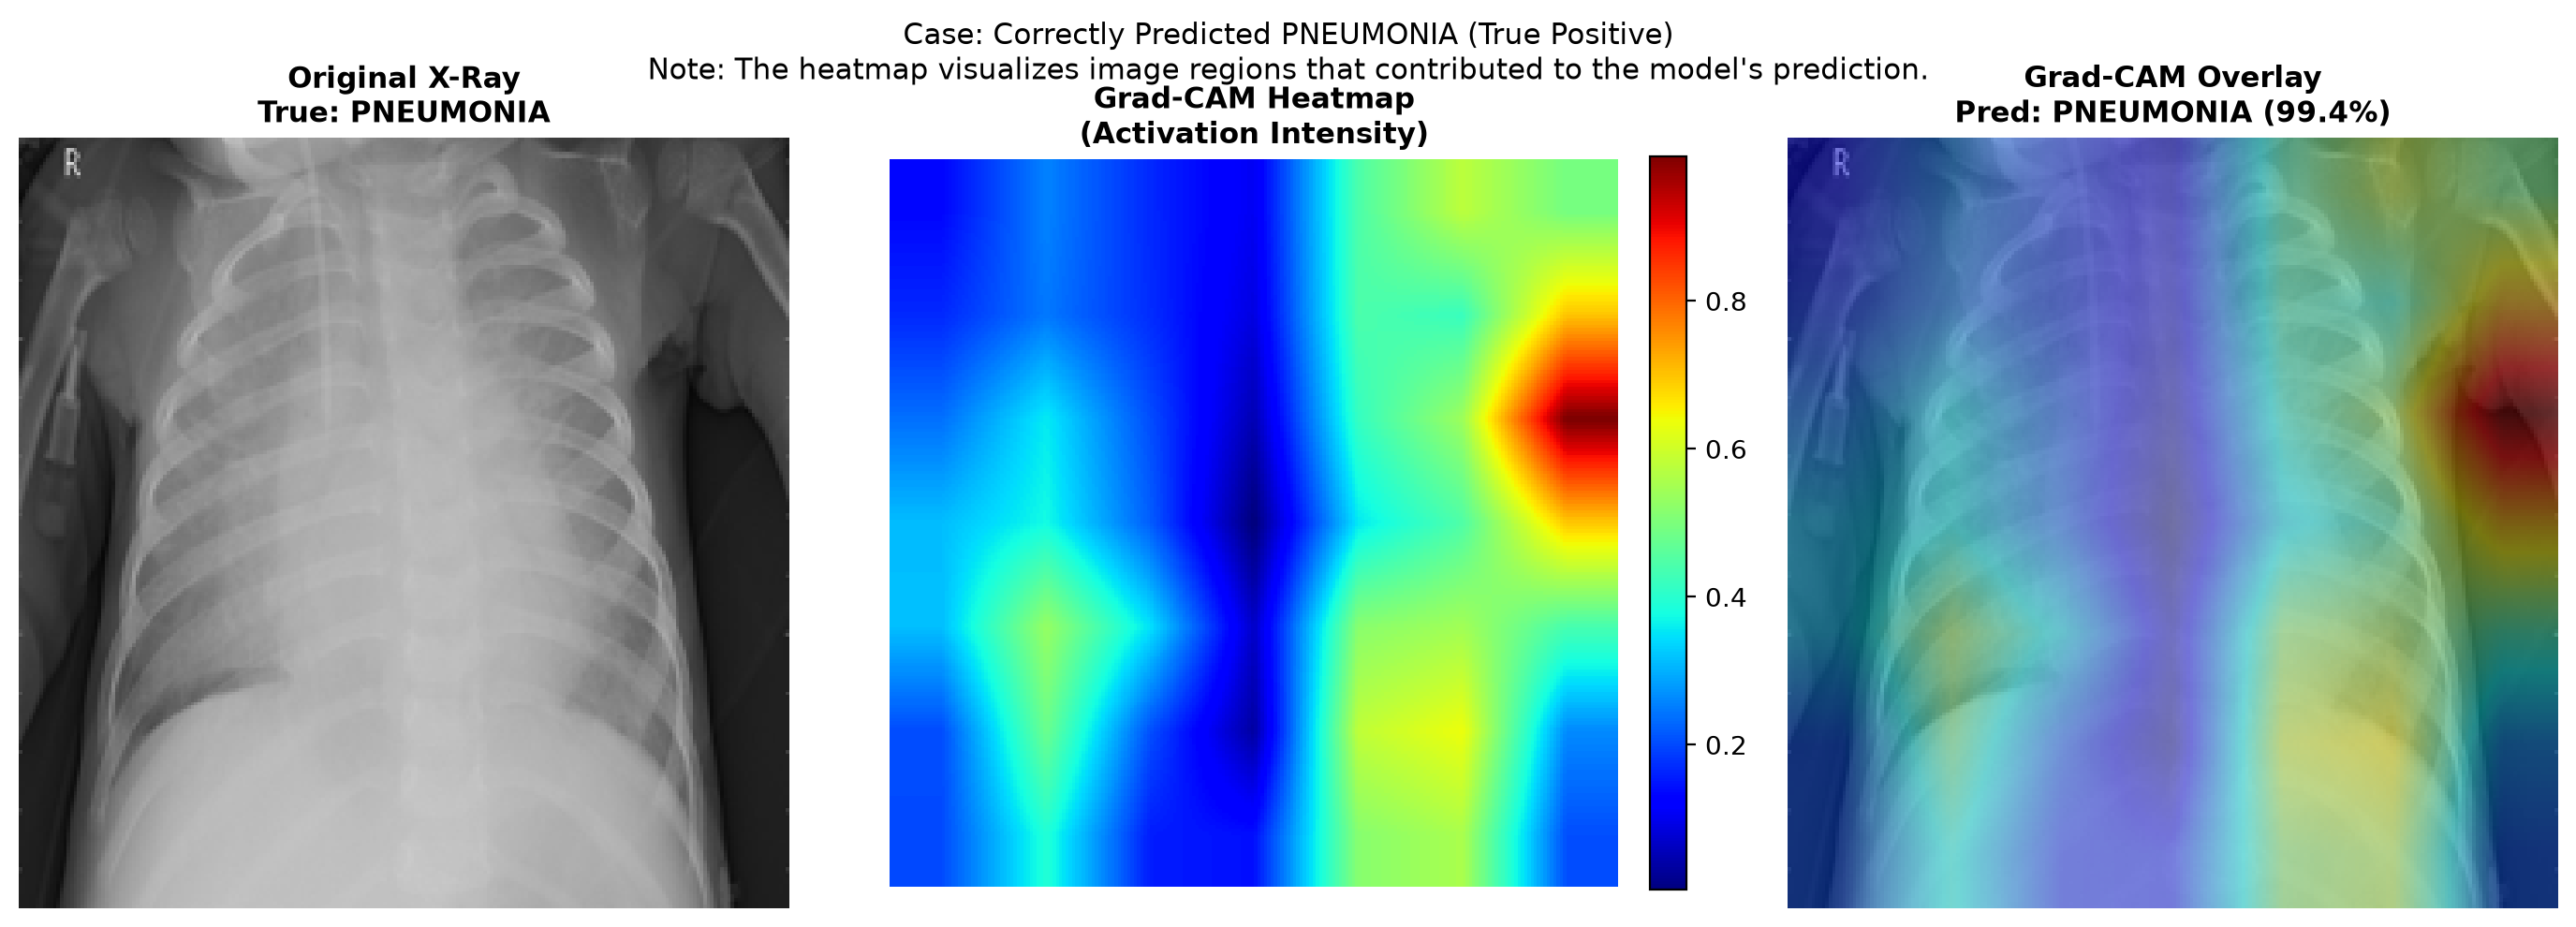 Case: Correctly Predicted PNEUMONIA (True Positive)
Note: The heatmap visualizes image regions that contributed to the model's prediction.
Original X-Ray
True: PNEUMONIA
R
Grad-CAM Heatmap
(Activation Intensity)
0.8
0.6
0.4
0.2
Grad-CAM Overlay
Pred: PNEUMONIA (99.4%)
R